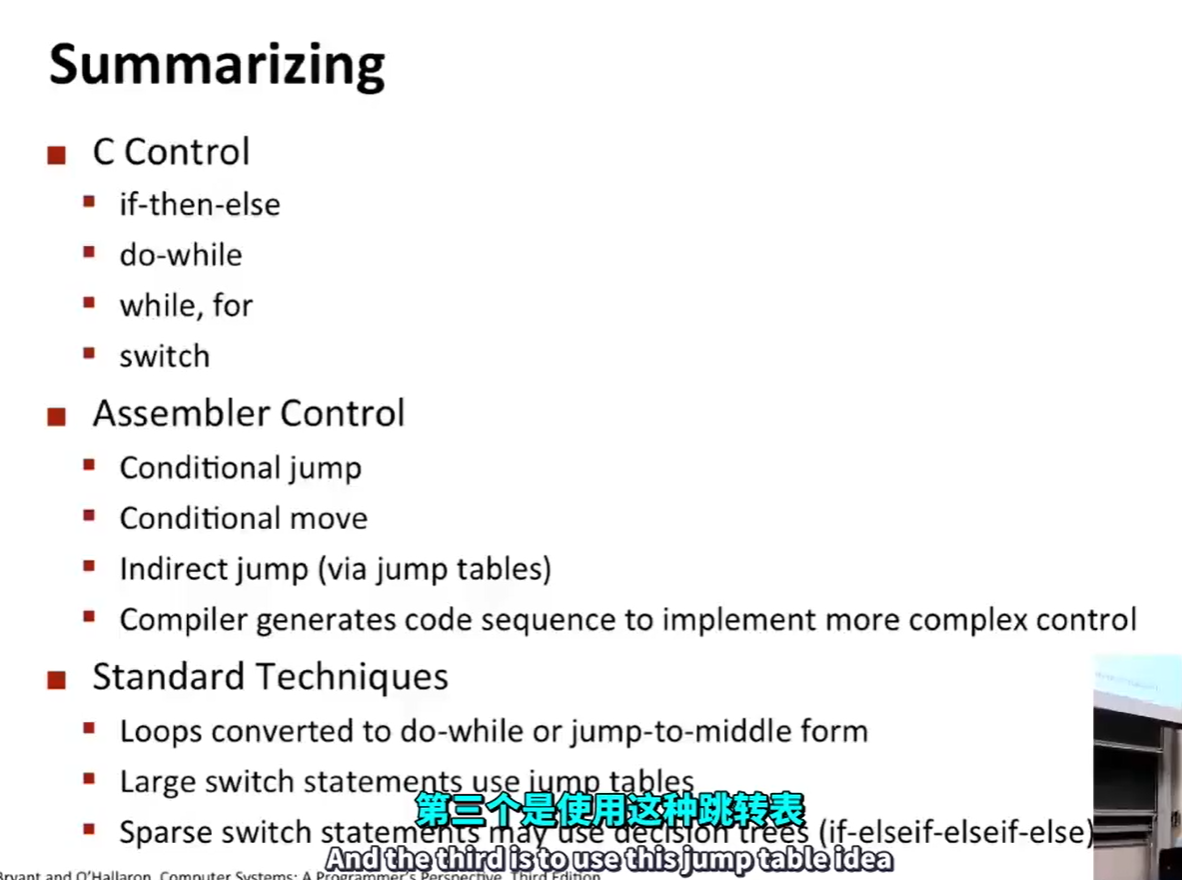 Summarizing
C Control
if-then-else
do-while
while, for
switch
Assembler Control
Conditional jump
Conditional move
Indirect jump (via jump tables)
Compiler generates code sequence to implement more complex control
Standard Techniques
Loops converted to do-while or jump-to-middle form
Large switch statements use jump tables
第三个是使用这种跳转表
Sparse switch statements may use decision trees (if-elseif-elseif-else)
And the third is to use this jump table idea
Bryant and O'Hallaron, Computer Systems: A Programmer's Perspective, Third Edition